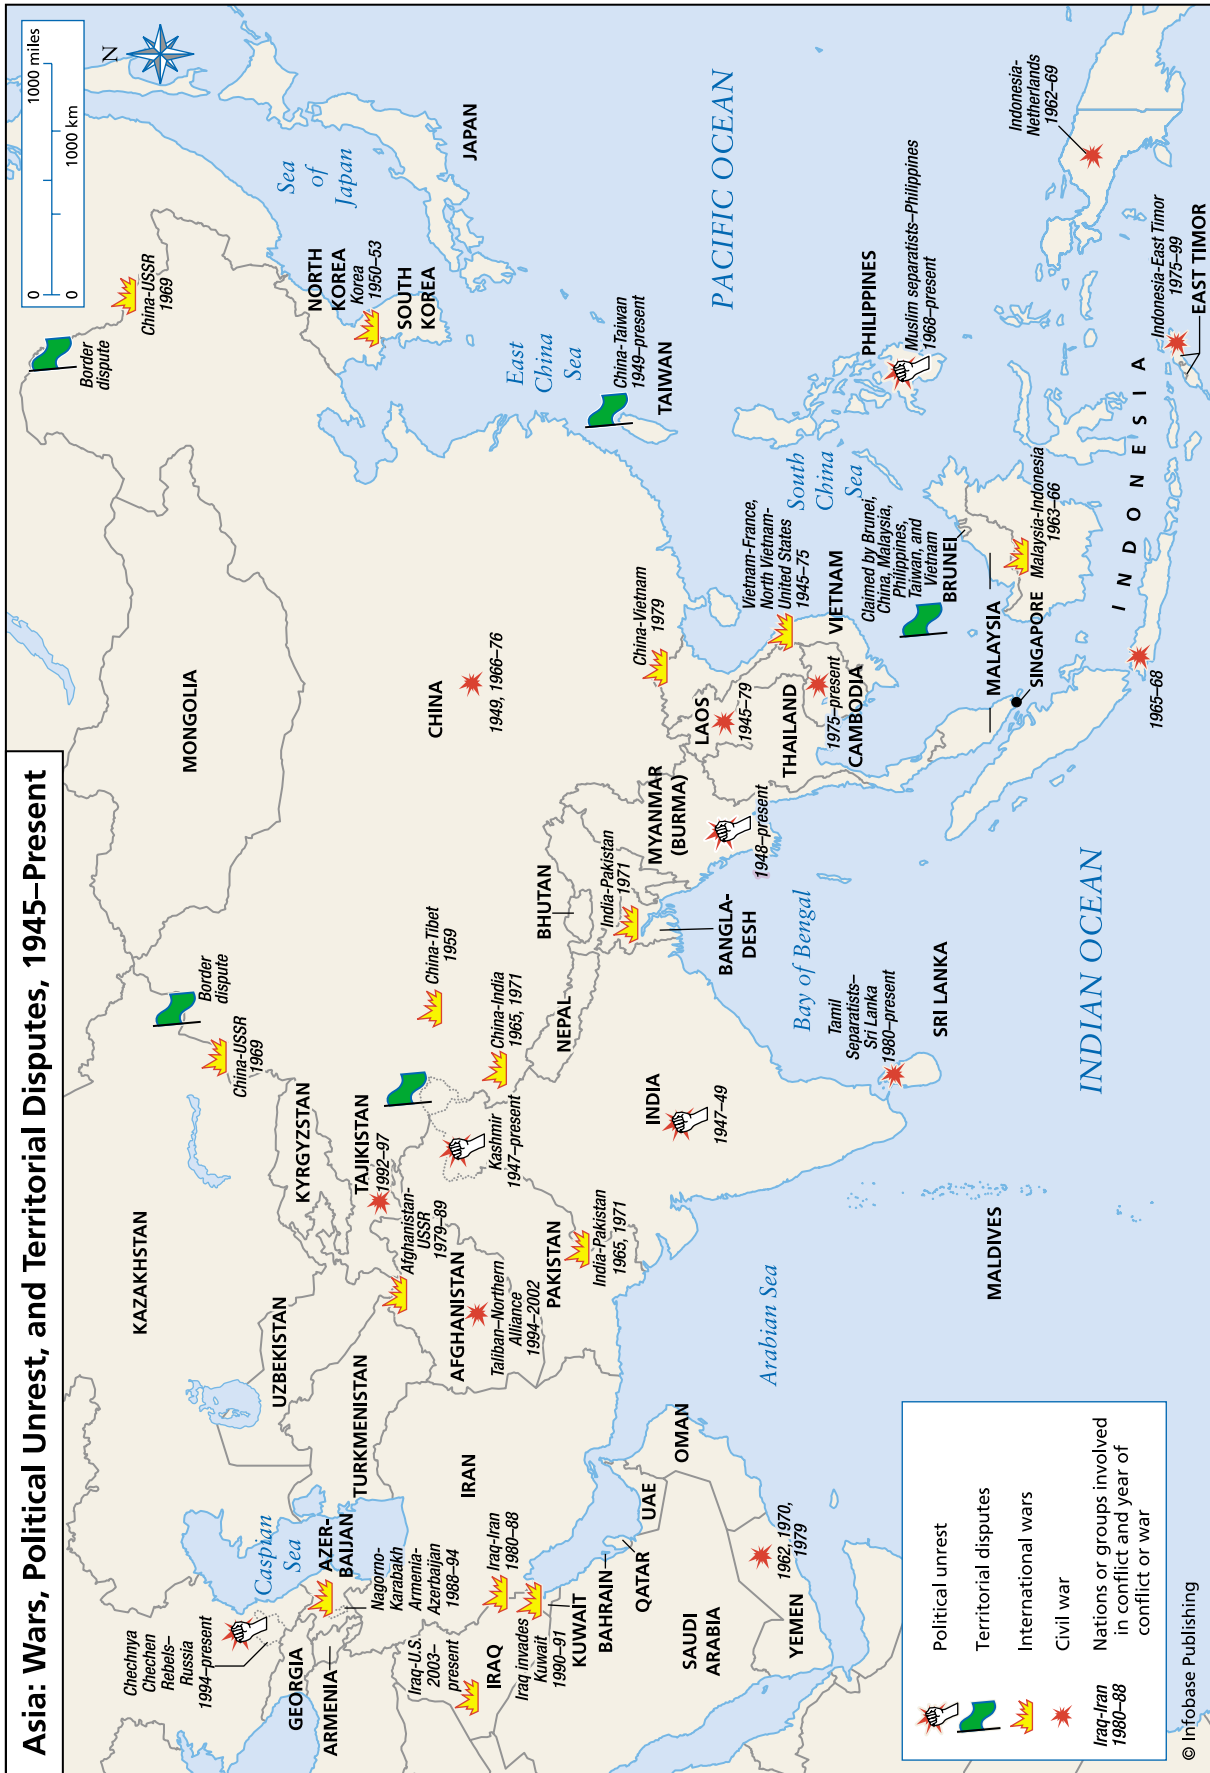 Asia: Wars, Political Unrest, and Territorial Disputes, 1945–Present
0
1000 miles
0
1000 km
N
Border
dispute
China-USSR
1969
Sea
of
Japan
JAPAN
NORTH
KOREA
Korea
1950–53
SOUTH
KOREA
East
China
Sea
China-Taiwan
1949–present
TAIWAN
PACIFIC OCEAN
MONGOLIA
CHINA
1949, 1966–76
Border
dispute
China-USSR
1969
KAZAKHSTAN
KYRGYZSTAN
TAJIKISTAN
1992–97
UZBEKISTAN
TURKMENISTAN
Afghanistan-
USSR
1979–89
AFGHANISTAN
Taliban–Northern
Alliance
1994–2002
PAKISTAN
India-Pakistan
1965, 1971
Kashmir
1947–present
China-Tibet
1959
China-India
1965, 1971
NEPAL
BHUTAN
India-Pakistan
1971
BANGLA-
DESH
INDIA
1947–49
MYANMAR
(BURMA)
1948–present
China-Vietnam
1979
LAOS
1945–79
THAILAND
1975–present
CAMBODIA
VIETNAM
Vietnam-France,
North Vietnam-
United States
1945–75
South
China
Sea
Claimed by Brunei,
China, Malaysia,
Philippines,
Taiwan, and
Vietnam
BRUNEI
PHILIPPINES
Muslim separatists–Philippines
1968–present
MALAYSIA
SINGAPORE
Malaysia-Indonesia
1963–66
INDONESIA
1965–68
Indonesia-
Netherlands
1962–69
Indonesia-East Timor
1975–99
EAST TIMOR
Bay of Bengal
Tamil
Separatists–
Sri Lanka
1980–present
SRI LANKA
INDIAN OCEAN
MALDIVES
Arabian Sea
Chechnya
Chechen
Rebels–
Russia
1994–present
Caspian
Sea
GEORGIA
ARMENIA
AZER-
BAIJAN
Nagorno-
Karabakh
Armenia-
Azerbaijan
1988–94
IRAN
Iraq-Iran
1980–88
Iraq-U.S.
2003–
present
IRAQ
Iraq invades
Kuwait
1990–91
KUWAIT
BAHRAIN
QATAR
UAE
OMAN
SAUDI
ARABIA
YEMEN
1962, 1970,
1979
Political unrest
Territorial disputes
International wars
Civil war
Iraq-Iran
1980–88
Nations or groups involved
in conflict and year of
conflict or war
© Infobase Publishing